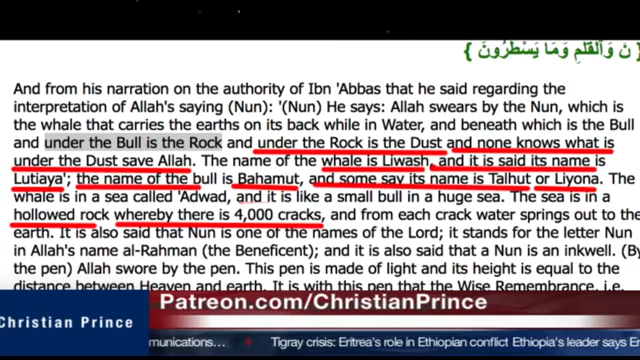 نٓ وَٱلْقَلَمِ وَمَا يَسْطُرُونَ}
And from his narration on the authority of Ibn 'Abbas that he said regarding the
interpretation of Allah's saying (Nun): '(Nun) He says: Allah swears by the Nun, which is
the whale that carries the earths on its back while in Water, and beneath which is the Bull
and under the Bull is the Rock and under the Rock is the Dust and none knows what is
under the Dust save Allah. The name of the whale is Liwash, and it is said its name is
Lutiaya'; the name of the bull is Bahamut, and some say its name is Talhut or Liyona. The
whale is in a sea called 'Adwad, and it is like a small bull in a huge sea. The sea is in a
hollowed rock whereby there is 4,000 cracks, and from each crack water springs out to the
earth. It is also said that Nun is one of the names of the Lord; it stands for the letter Nun
in Allah's name al-Rahman (the Beneficent); and it is also said that a Nun is an inkwell. (By
the pen) Allah swore by the pen. This pen is made of light and its height is equal to the
distance between Heaven and earth. It is with this pen that the Wise Remembrance, i.e.
Patreon.com/ChristianPrince
Christian Prince
mmunications... Tigray crisis: Eritrea's role in Ethiopian conflict Ethiopia's leader says E